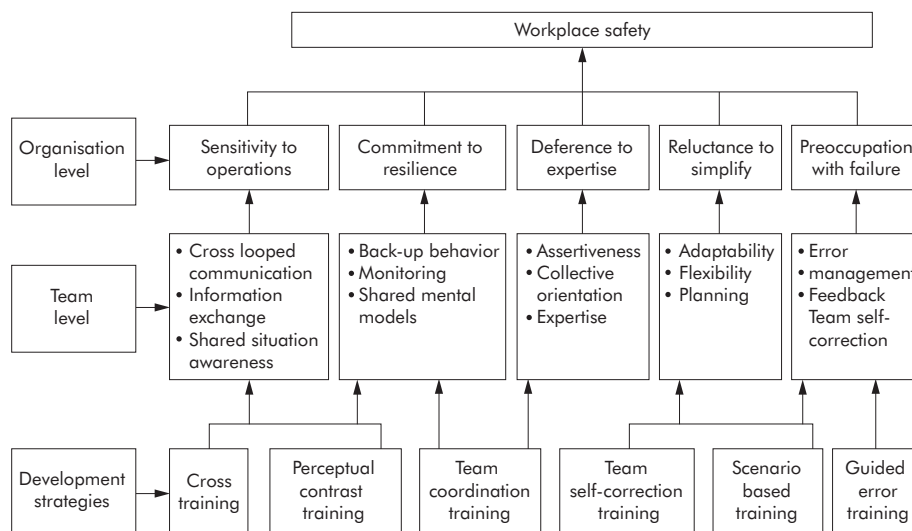 Workplace safety
Organisation
level
Sensitivity to
operations
Commitment to
resilience
Deference to
expertise
Reluctance to
simplify
Preoccupation
with failure
Team
level
• Cross looped
communication
• Information
exchange
• Shared situation
awareness
• Back-up behavior
• Monitoring
• Shared mental
models
• Assertiveness
• Collective
orientation
• Expertise
• Adaptability
• Flexibility
• Planning
• Error
• management
• Feedback
Team self-
correction
Development
strategies
Cross
training
Perceptual
contrast
training
Team
coordination
training
Team
self-correction
training
Scenario
based
training
Guided
error
training